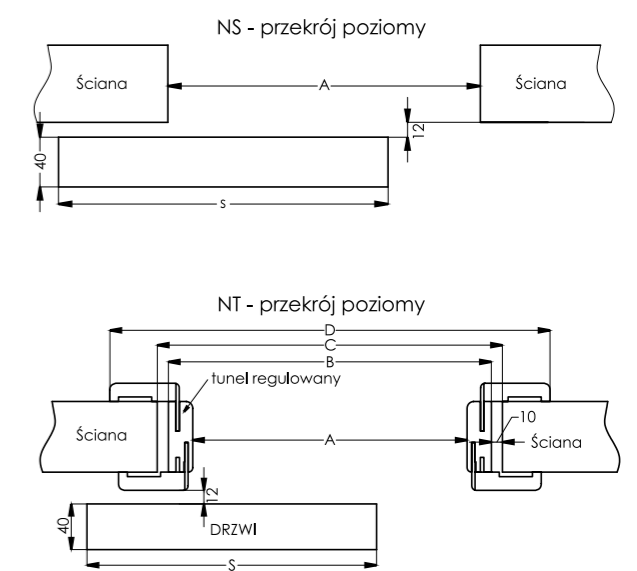 NS - przekrój poziomy
Ściana
A
Ściana
12
40
S
NT - przekrój poziomy
D
C
B
tunel regulowany
10
Ściana
A
Ściana
12
40
DRZWI
S